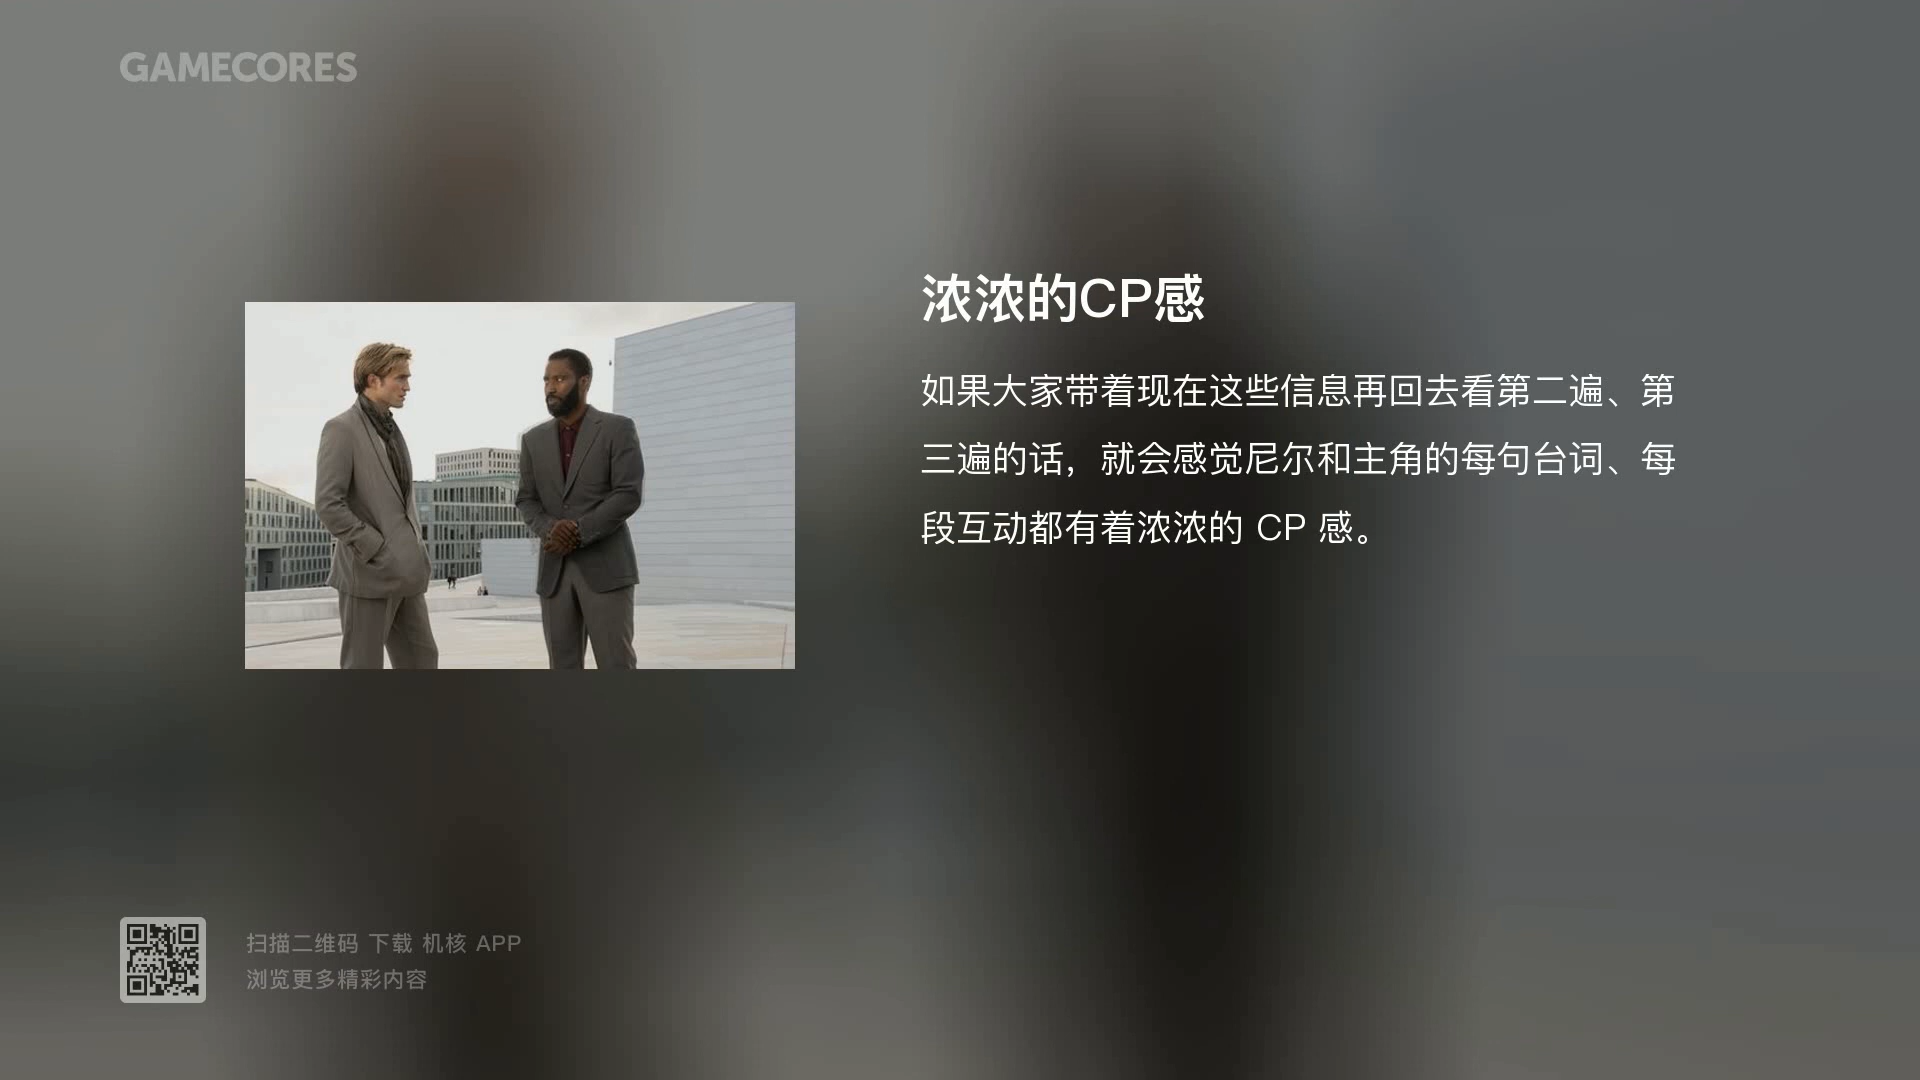 GAMECORES
浓浓的CP感
如果大家带着现在这些信息再回去看第二遍、第
三遍的话，就会感觉尼尔和主角的每句台词、每
段互动都有着浓浓的 CP 感。
扫描二维码 下载 机核 APP
浏览更多精彩内容